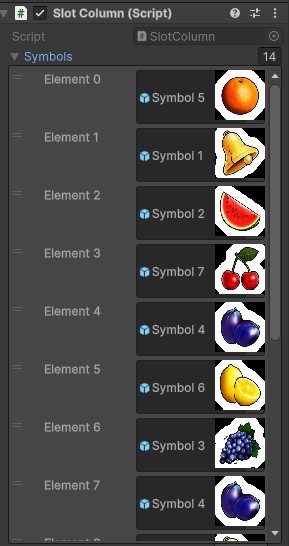 Slot Column (Script)
Script SlotColumn
Symbols 14
Element 0 Symbol 5
Element 1 Symbol 1
Element 2 Symbol 2
Element 3 Symbol 7
Element 4 Symbol 4
Element 5 Symbol 6
Element 6 Symbol 3
Element 7 Symbol 4